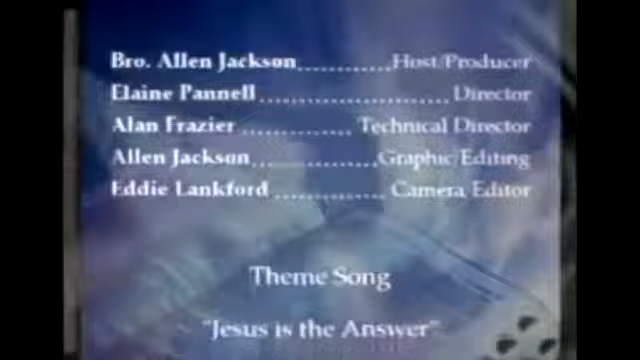 Bro. Allen Jackson..............Host/Producer
Elaine Pannell............................Director
Alan Frazier................Technical Director
Allen Jackson...................Graphic/Editing
Eddie Lankford.................Camera Editor
Theme Song
"Jesus is the Answer"